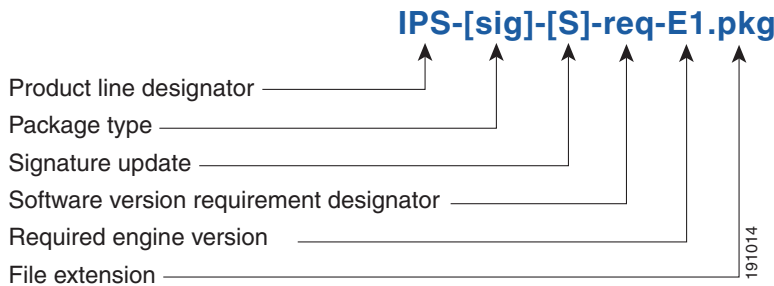 IPS-[sig]-[S]-req-E1.pkg
Product line designator
Package type
Signature update
Software version requirement designator
Required engine version
File extension
191014